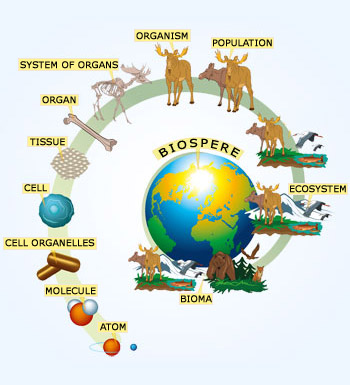 ORGANISM
POPULATION
SYSTEM OF ORGANS
ORGAN
TISSUE
BIOSPERE
CELL
ECOSYSTEM
CELL ORGANELLES
MOLECULE
BIOMA
ATOM